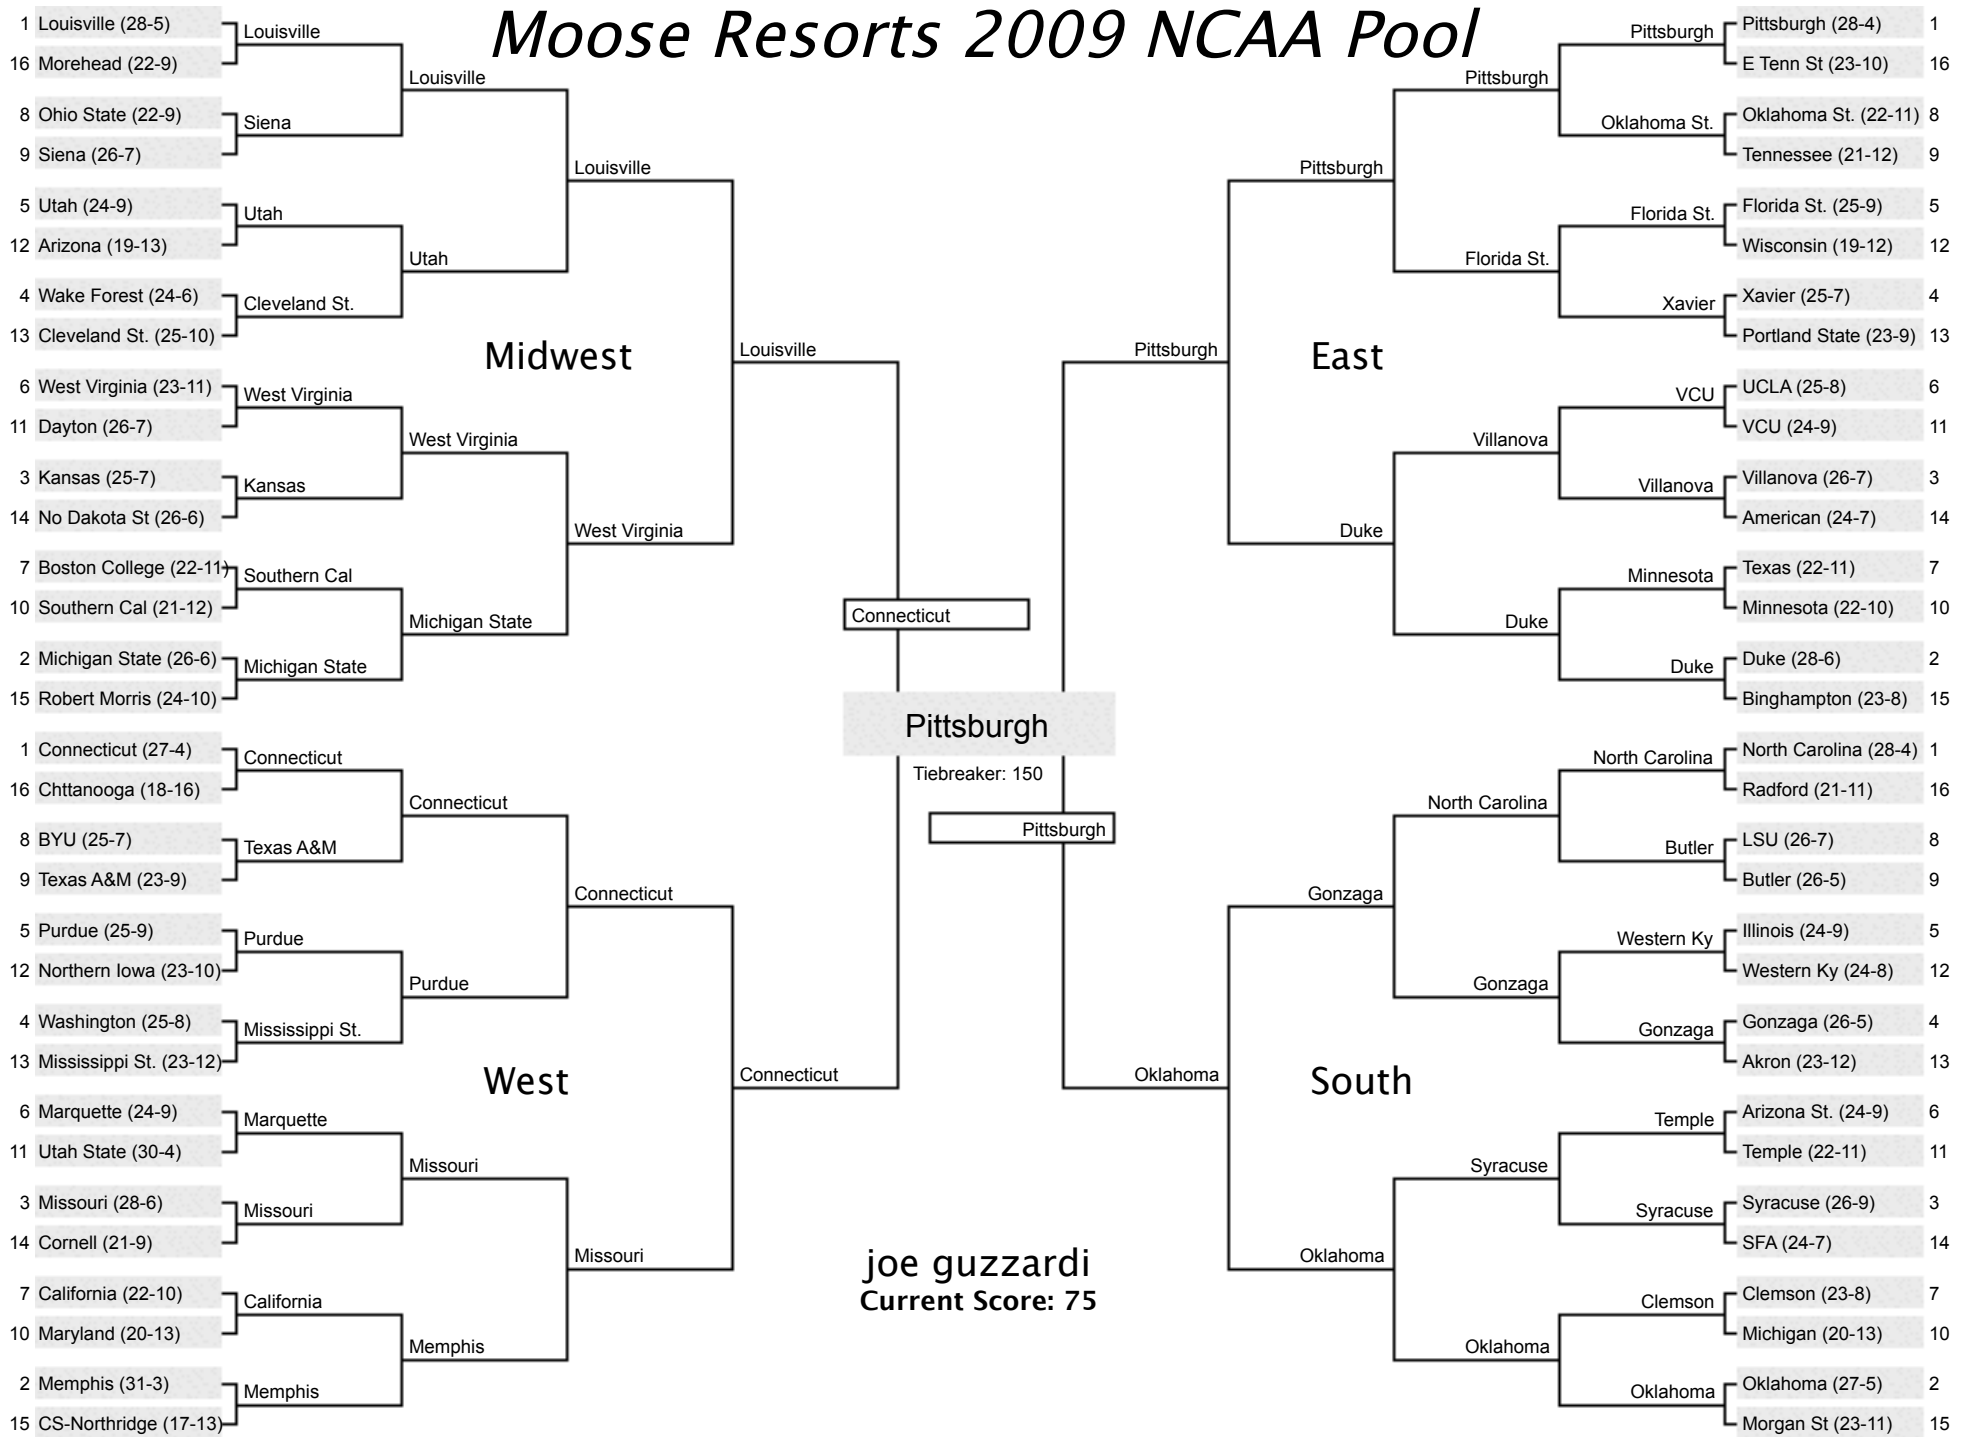 Moose Resorts 2009 NCAA Pool
1 Louisville (28-5)
16 Morehead (22-9)
8 Ohio State (22-9)
9 Siena (26-7)
5 Utah (24-9)
12 Arizona (19-13)
4 Wake Forest (24-6)
13 Cleveland St. (25-10)
6 West Virginia (23-11)
11 Dayton (26-7)
3 Kansas (25-7)
14 No Dakota St (26-6)
7 Boston College (22-11)
10 Southern Cal (21-12)
2 Michigan State (26-6)
15 Robert Morris (24-10)
Louisville
Siena
Utah
Cleveland St.
West Virginia
Kansas
Southern Cal
Michigan State
Louisville
Utah
West Virginia
Michigan State
Louisville
West Virginia
Midwest
Louisville
1 Connecticut (27-4)
16 Chttanooga (18-16)
8 BYU (25-7)
9 Texas A&M (23-9)
5 Purdue (25-9)
12 Northern Iowa (23-10)
4 Washington (25-8)
13 Mississippi St. (23-12)
6 Marquette (24-9)
11 Utah State (30-4)
3 Missouri (28-6)
14 Cornell (21-9)
7 California (22-10)
10 Maryland (20-13)
2 Memphis (31-3)
15 CS-Northridge (17-13)
Connecticut
Texas A&M
Purdue
Mississippi St.
Marquette
Missouri
California
Memphis
Connecticut
Purdue
Missouri
Memphis
Connecticut
Missouri
West
Connecticut
Connecticut
Pittsburgh
Tiebreaker: 150
Pittsburgh
joe guzzardi
Current Score: 75
Pittsburgh (28-4) 1
E Tenn St (23-10) 16
Oklahoma St. (22-11) 8
Tennessee (21-12) 9
Florida St. (25-9) 5
Wisconsin (19-12) 12
Xavier (25-7) 4
Portland State (23-9) 13
UCLA (25-8) 6
VCU (24-9) 11
Villanova (26-7) 3
American (24-7) 14
Texas (22-11) 7
Minnesota (22-10) 10
Duke (28-6) 2
Binghampton (23-8) 15
Pittsburgh
Oklahoma St.
Florida St.
Xavier
VCU
Villanova
Minnesota
Duke
Pittsburgh
Florida St.
Villanova
Duke
Pittsburgh
Duke
East
Pittsburgh
North Carolina (28-4) 1
Radford (21-11) 16
LSU (26-7) 8
Butler (26-5) 9
Illinois (24-9) 5
Western Ky (24-8) 12
Gonzaga (26-5) 4
Akron (23-12) 13
Arizona St. (24-9) 6
Temple (22-11) 11
Syracuse (26-9) 3
SFA (24-7) 14
Clemson (23-8) 7
Michigan (20-13) 10
Oklahoma (27-5) 2
Morgan St (23-11) 15
North Carolina
Butler
Western Ky
Gonzaga
Temple
Syracuse
Clemson
Oklahoma
North Carolina
Gonzaga
Syracuse
Oklahoma
Gonzaga
Oklahoma
South
Oklahoma